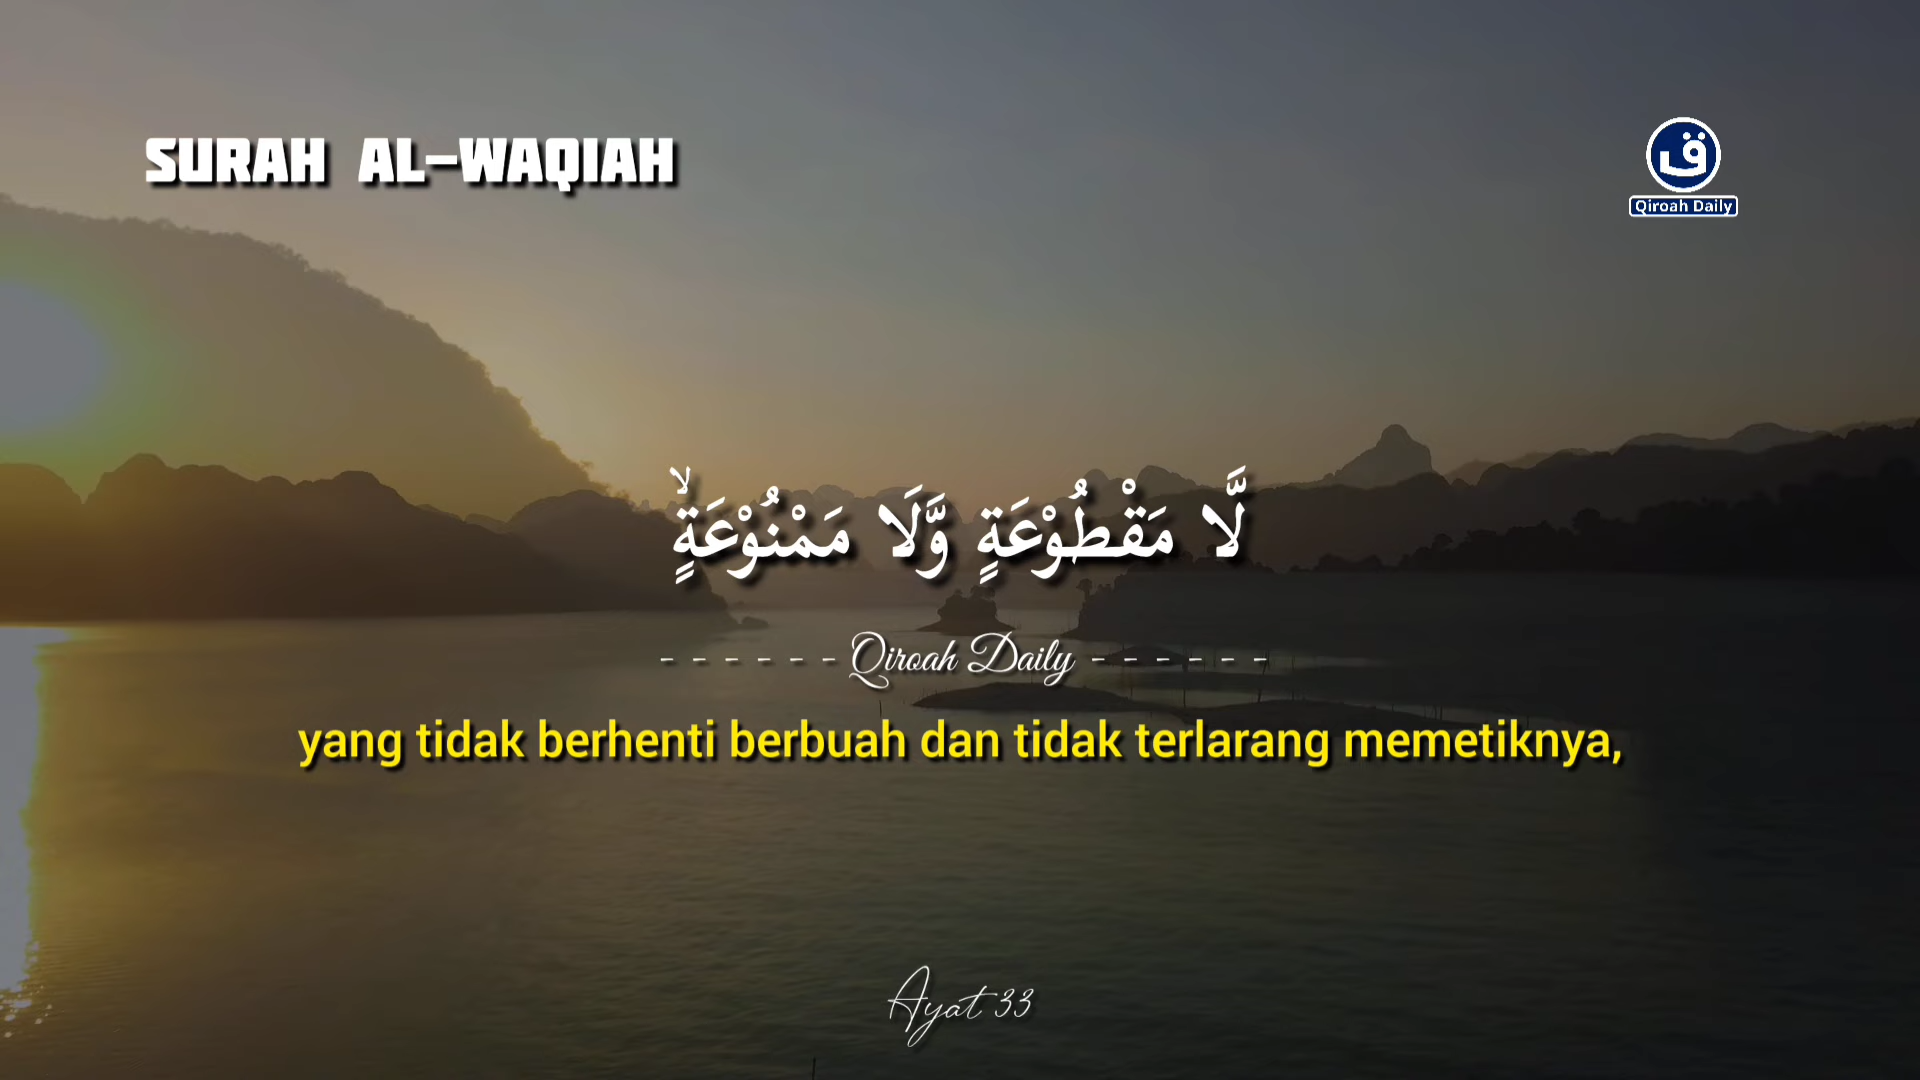 SURAH AL-WAQIAH
ق
Qiroah Daily
لَّا مَقْطُوْعَةٍ وَّلَا مَمْنُوْعَةٍۙ
- - - - - - Qiroah Daily - - - - - -
yang tidak berhenti berbuah dan tidak terlarang memetiknya,
Ayat 33